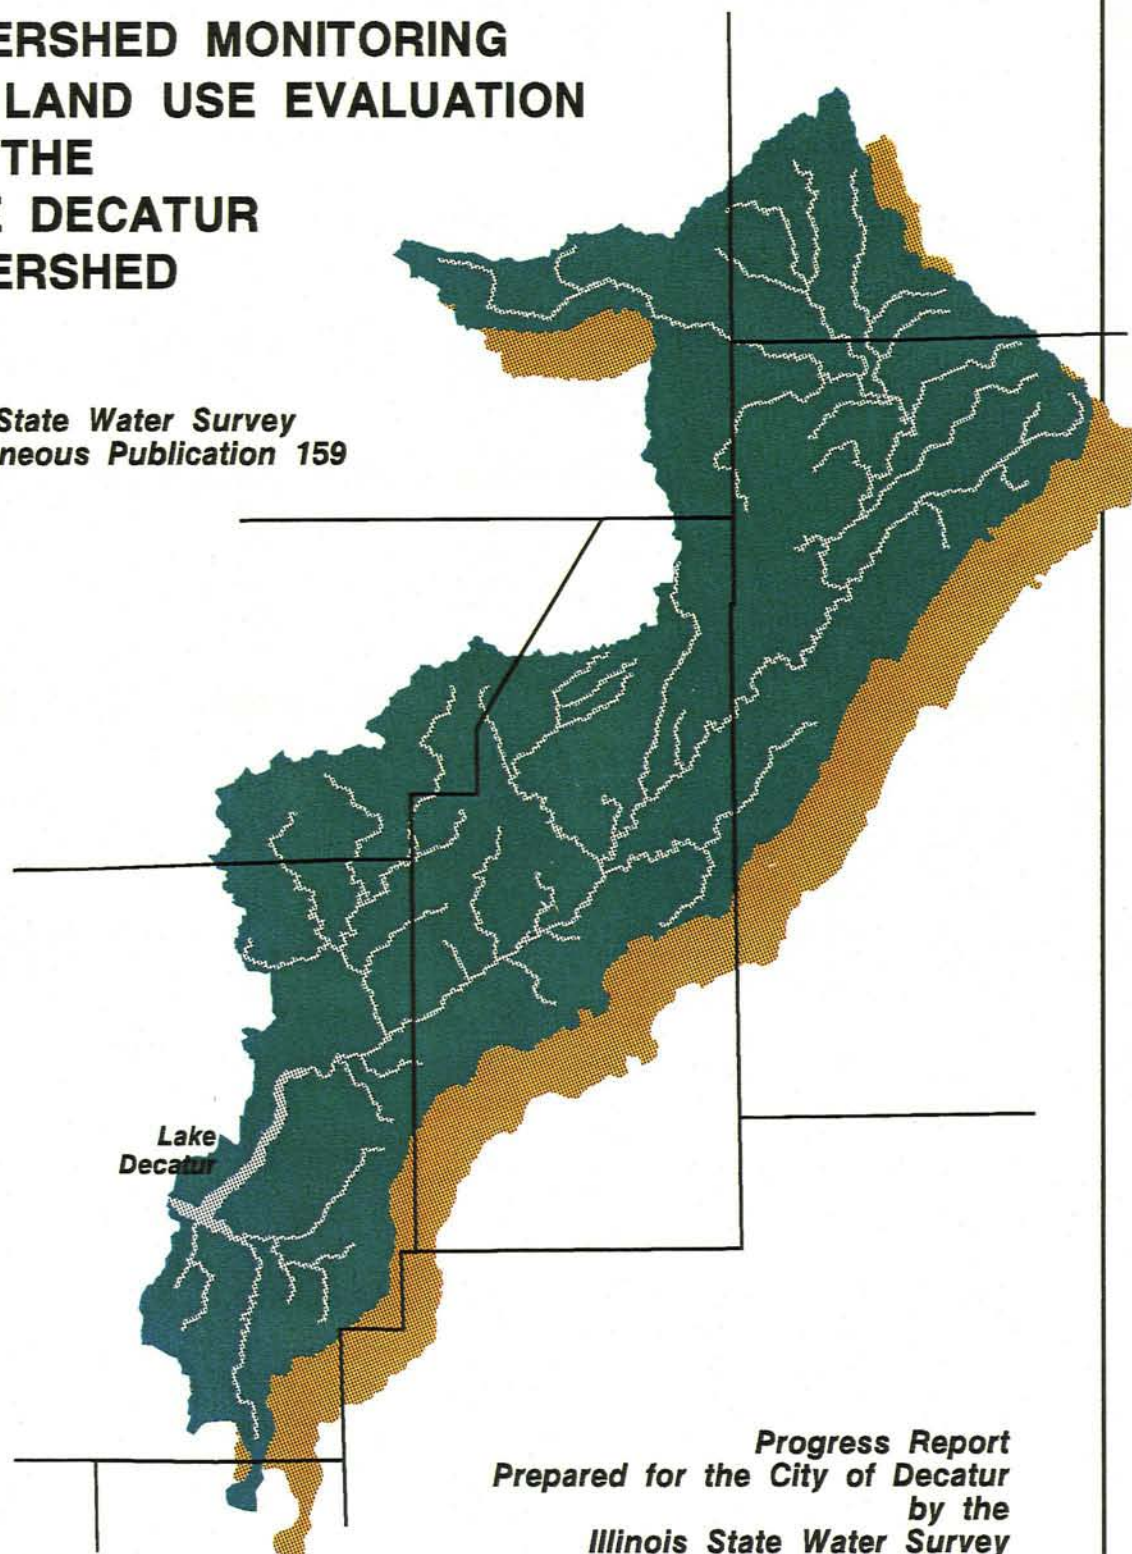 ERSHED MONITORING
LAND USE EVALUATION
THE
DECATUR
ERSHED
State Water Survey
neous Publication 159
Lake
Decatur
Progress Report
Prepared for the City of Decatur
by the
Illinois State Water Survey